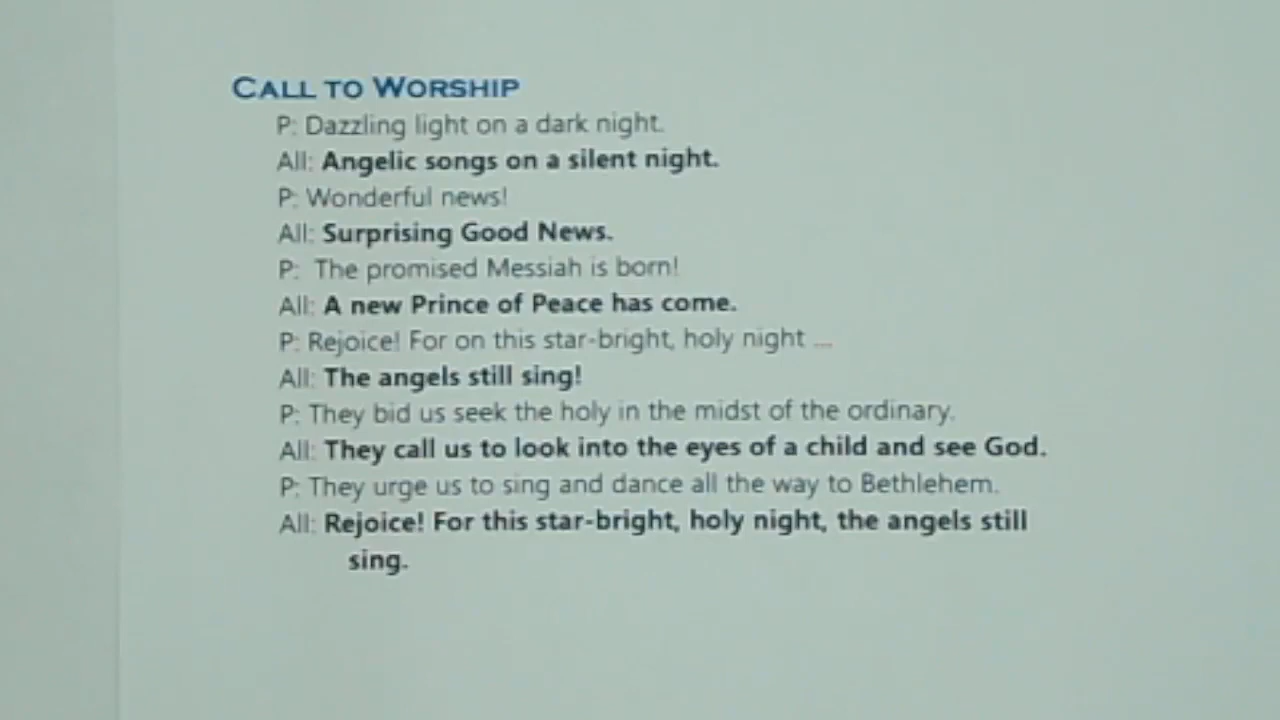 CALL TO WORSHIP
P: Dazzling light on a dark night.
All: Angelic songs on a silent night.
P: Wonderful news!
All: Surprising Good News.
P: The promised Messiah is born!
All: A new Prince of Peace has come.
P: Rejoice! For on this star-bright, holy night ...
All: The angels still sing!
P: They bid us seek the holy in the midst of the ordinary.
All: They call us to look into the eyes of a child and see God.
P: They urge us to sing and dance all the way to Bethlehem.
All: Rejoice! For this star-bright, holy night, the angels still
sing.